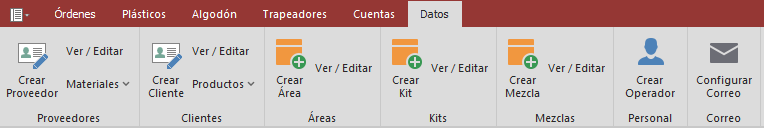 Órdenes Plásticos Algodón Trapeadores Cuentas Datos
Crear Proveedor
Ver / Editar
Materiales
Crear Cliente
Ver / Editar
Productos
Crear Área
Ver / Editar
Crear Kit
Ver / Editar
Crear Mezcla
Ver / Editar
Crear Operador
Configurar Correo
Proveedores Clientes Áreas Kits Mezclas Personal Correo